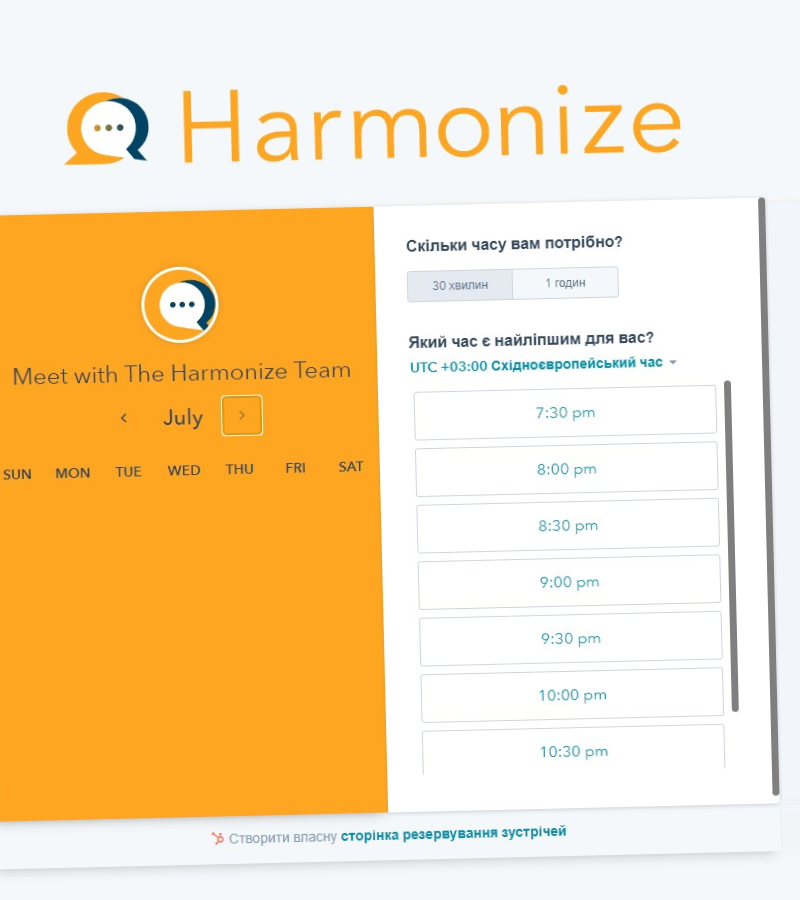 Harmonize
Meet with The Harmonize Team
July
SUN MON TUE WED THU FRI SAT
Скільки часу вам потрібно?
30 хвилин 1 годин
Який час є найліпшим для вас?
UTC +03:00 Східноєвропейський час
7:30 pm
8:00 pm
8:30 pm
9:00 pm
9:30 pm
10:00 pm
10:30 pm
Створити власну сторінка резервування зустрічей